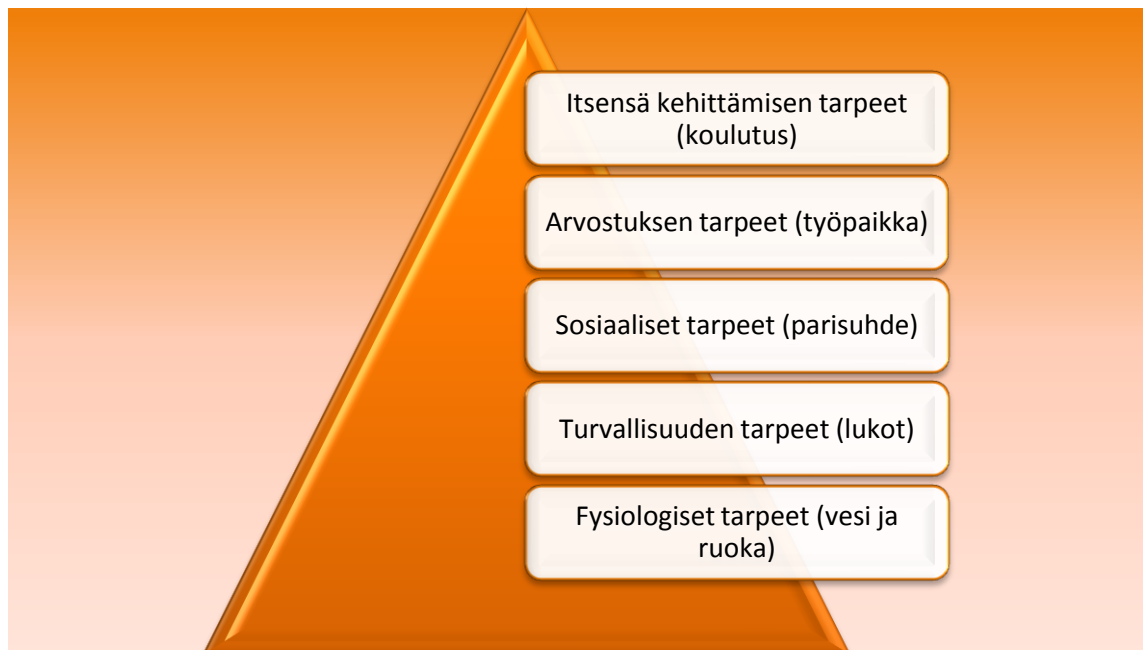 Itsensä kehittämisen tarpeet
(koulutus)
Arvostuksen tarpeet (työpaikka)
Sosiaaliset tarpeet (parisuhde)
Turvallisuuden tarpeet (lukot)
Fysiologiset tarpeet (vesi ja
ruoka)